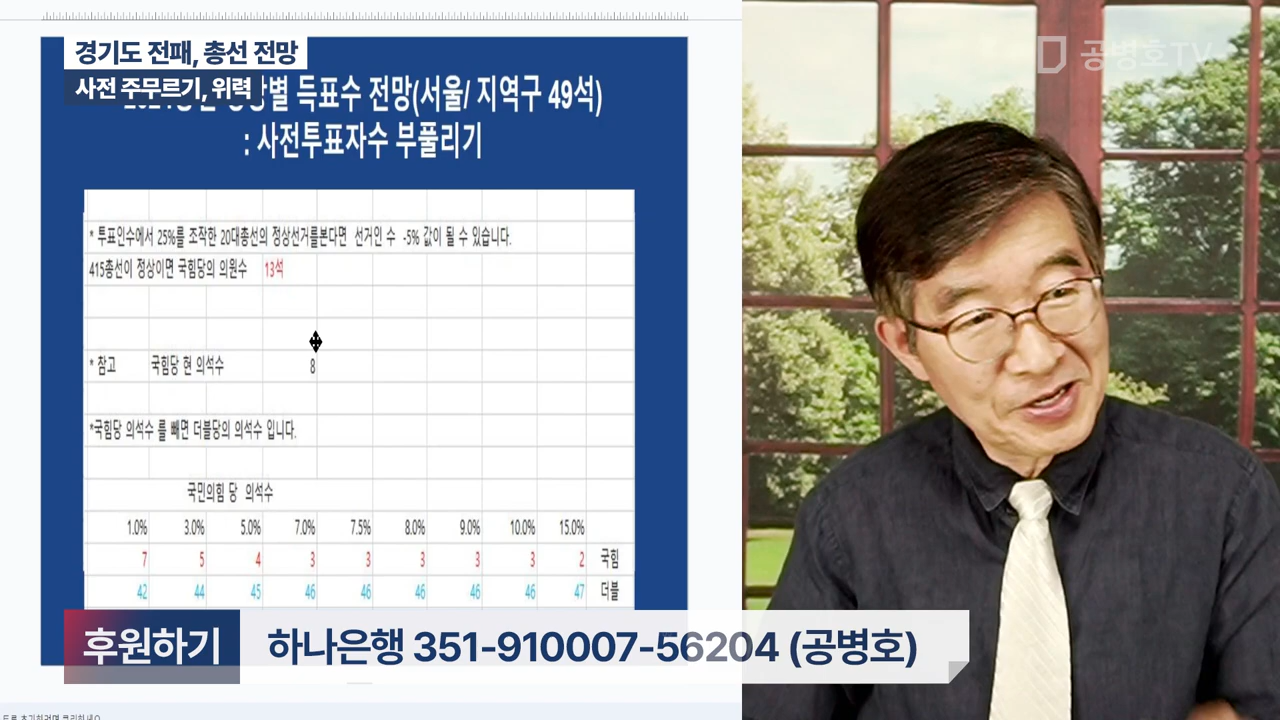 경기도 전패, 총선 전망
사전 주무르기, 위력
득표수 전망(서울/ 지역구 49석)
: 사전투표자수 부풀리기
공병호TV
* 투표인수에서 25%를 조작한 20대총선의 정상선거를본다면 선거인 수 -5% 값이 될 수 있습니다.
415총선이 정상이면 국힘당의 의원수 13석
* 참고 국힘당 현 의석수 8
*국힘당 의석수 를 빼면 더불당의 의석수 입니다.
국민의힘 당 의석수
1.0% 3.0% 5.0% 7.0% 7.5% 8.0% 9.0% 10.0% 15.0%
7 5 4 3 3 3 3 3 2 국힘
42 44 45 46 46 46 46 46 47 더불
후원하기 하나은행 351-910007-56204 (공병호)